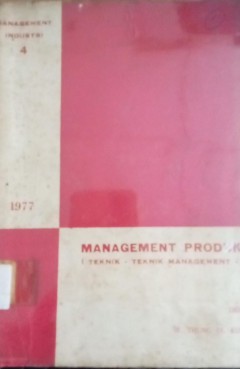 MANAGEMENT
INDUSTRI
4
1977
MANAGEMENT
TEKNIK - TEKNIK MANAGEMENT